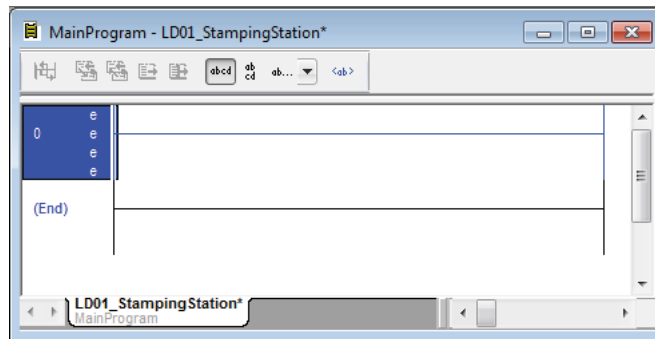 MainProgram - LD01_StampingStation*
abcd
ab
cd
ab...
<ab>
e
0 e
e
e
(End)
LD01_StampingStation*
MainProgram